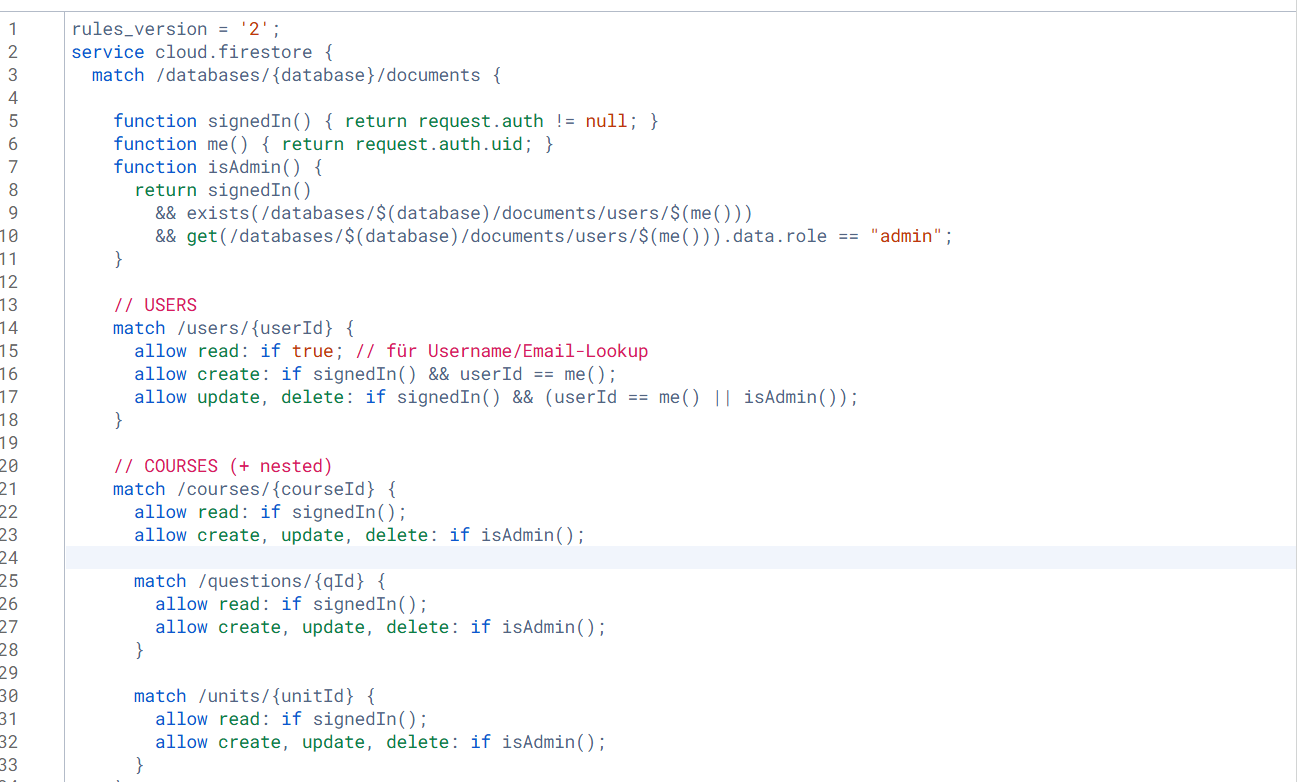 1 rules_version = '2';
2 service cloud.firestore {
3 match /databases/{database}/documents {
4
5 function signedIn() { return request.auth != null; }
6 function me() { return request.auth.uid; }
7 function isAdmin() {
8 return signedIn()
9 && exists(/databases/$(database)/documents/users/$(me()))
10 && get(/databases/$(database)/documents/users/$(me())).data.role == "admin";
11 }
12
13 // USERS
14 match /users/{userId} {
15 allow read: if true; // für Username/Email-Lookup
16 allow create: if signedIn() && userId == me();
17 allow update, delete: if signedIn() && (userId == me() || isAdmin());
18 }
19
20 // COURSES (+ nested)
21 match /courses/{courseId} {
22 allow read: if signedIn();
23 allow create, update, delete: if isAdmin();
24
25 match /questions/{qId} {
26 allow read: if signedIn();
27 allow create, update, delete: if isAdmin();
28 }
29
30 match /units/{unitId} {
31 allow read: if signedIn();
32 allow create, update, delete: if isAdmin();
33 }